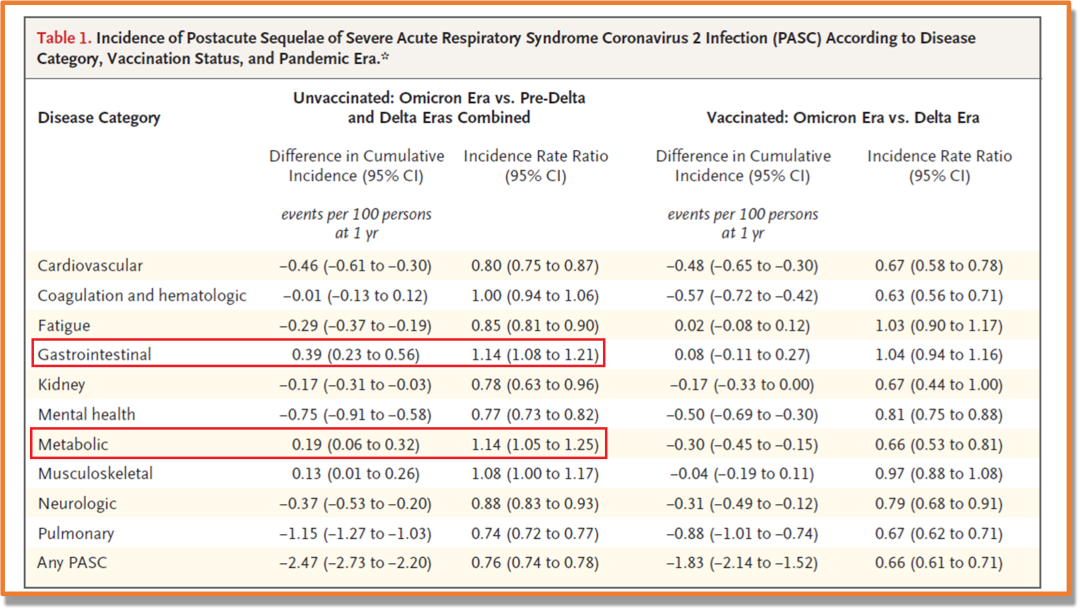 Table 1. Incidence of Postacute Sequelae of Severe Acute Respiratory Syndrome Coronavirus 2 Infection (PASC) According to Disease
Category, Vaccination Status, and Pandemic Era.*
Disease Category
Unvaccinated: Omicron Era vs. Pre-Delta
and Delta Eras Combined
Vaccinated: Omicron Era vs. Delta Era
Difference in Cumulative Incidence Rate Ratio Difference in Cumulative Incidence Rate Ratio
Incidence (95% CI) (95% CI) Incidence (95% CI) (95% CI)
events per 100 persons events per 100 persons
at 1 yr at 1 yr
Cardiovascular −0.46 (−0.61 to −0.30) 0.80 (0.75 to 0.87) −0.48 (−0.65 to −0.30) 0.67 (0.58 to 0.78)
Coagulation and hematologic −0.01 (−0.13 to 0.12) 1.00 (0.94 to 1.06) −0.57 (−0.72 to −0.42) 0.63 (0.56 to 0.71)
Fatigue −0.29 (−0.37 to −0.19) 0.85 (0.81 to 0.90) 0.02 (−0.08 to 0.12) 1.03 (0.90 to 1.17)
Gastrointestinal 0.39 (0.23 to 0.56) 1.14 (1.08 to 1.21) 0.08 (−0.11 to 0.27) 1.04 (0.94 to 1.16)
Kidney −0.17 (−0.31 to −0.03) 0.78 (0.63 to 0.96) −0.17 (−0.33 to 0.00) 0.67 (0.44 to 1.00)
Mental health −0.75 (−0.91 to −0.58) 0.77 (0.73 to 0.82) −0.50 (−0.69 to −0.30) 0.81 (0.75 to 0.88)
Metabolic 0.19 (0.06 to 0.32) 1.14 (1.05 to 1.25) −0.30 (−0.45 to −0.15) 0.66 (0.53 to 0.81)
Musculoskeletal 0.13 (0.01 to 0.26) 1.08 (1.00 to 1.17) −0.04 (−0.19 to 0.11) 0.97 (0.88 to 1.08)
Neurologic −0.37 (−0.53 to −0.20) 0.88 (0.83 to 0.93) −0.31 (−0.49 to −0.12) 0.79 (0.68 to 0.91)
Pulmonary −1.15 (−1.27 to −1.03) 0.74 (0.72 to 0.77) −0.88 (−1.01 to −0.74) 0.67 (0.62 to 0.71)
Any PASC −2.47 (−2.73 to −2.20) 0.76 (0.74 to 0.78) −1.83 (−2.14 to −1.52) 0.66 (0.61 to 0.71)